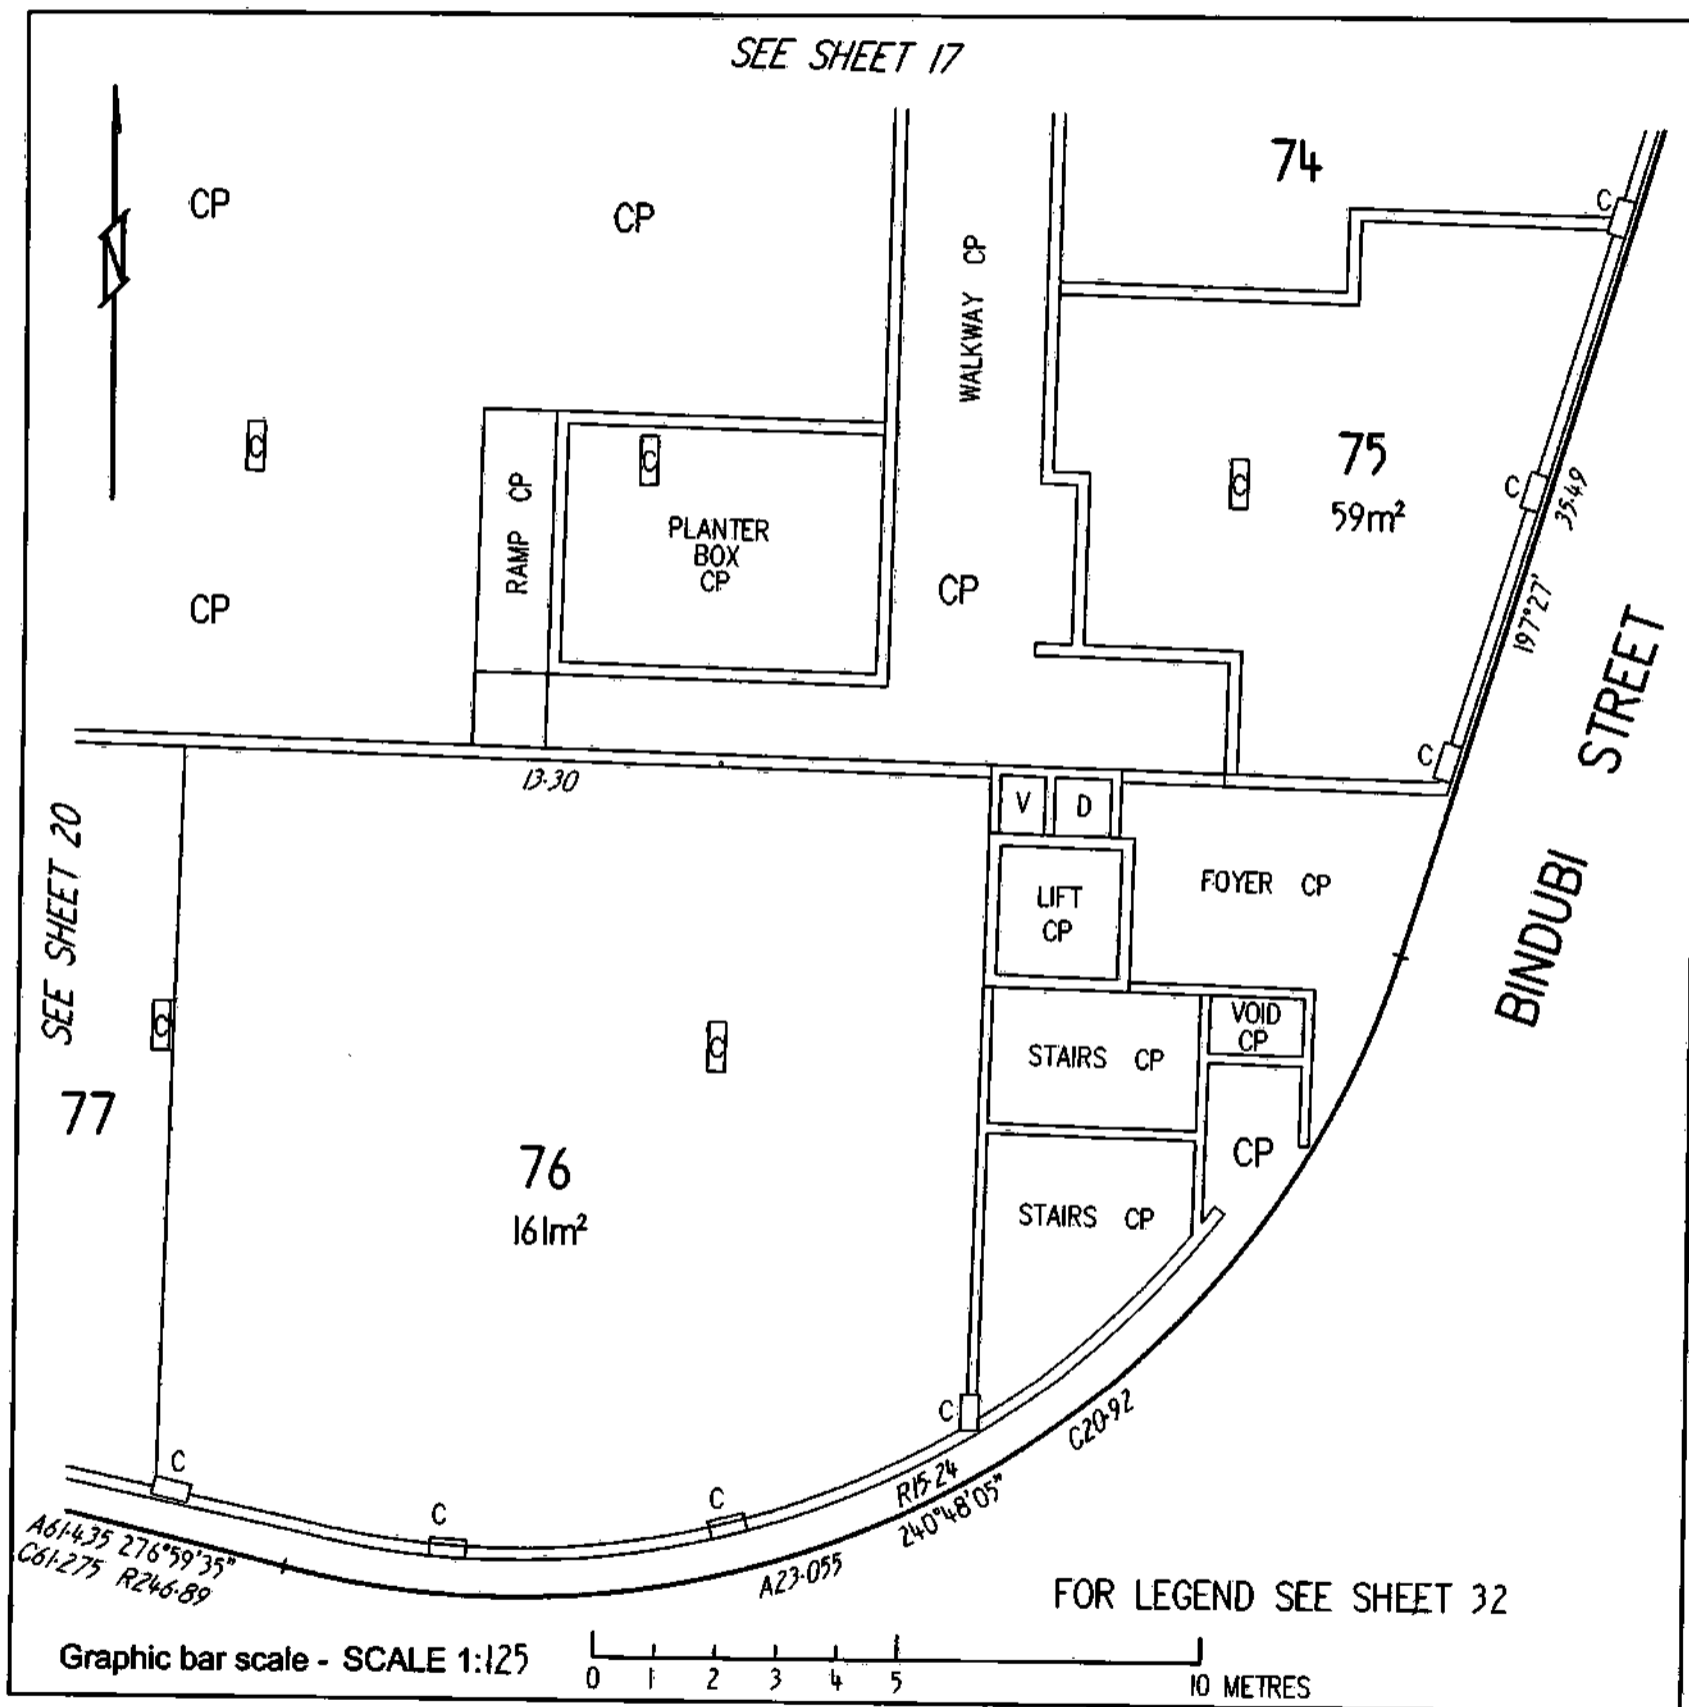 SEE SHEET 17
74
C
CP
CP
WALKWAY CP
75
59m²
C
C
C
C
35·49
197°27'
RAMP CP
PLANTER
BOX
CP
CP
CP
BINDUBI STREET
C
13·30
V
D
SEE SHEET 20
LIFT
CP
FOYER CP
VOID
CP
C
C
STAIRS CP
77
76
161m²
CP
STAIRS CP
C
C
C
C
R15·24
C20·92
240°48'05"
A23·055
A61·435 276°59'35"
C61·275 R246·89
FOR LEGEND SEE SHEET 32
Graphic bar scale - SCALE 1:125
0 1 2 3 4 5 10 METRES